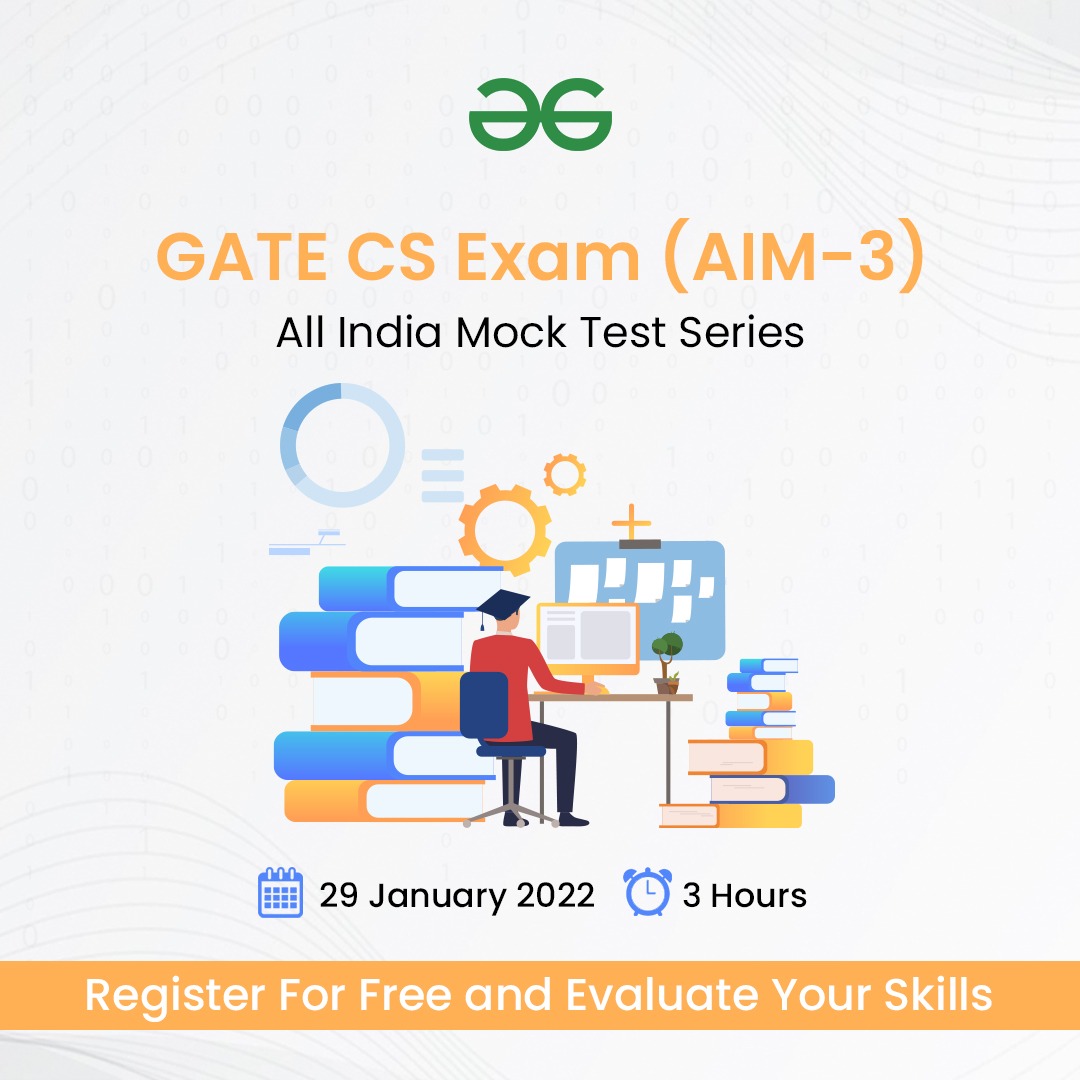 GATE CS Exam (AIM-3)
All India Mock Test Series
29 January 2022
3 Hours
Register For Free and Evaluate Your Skills